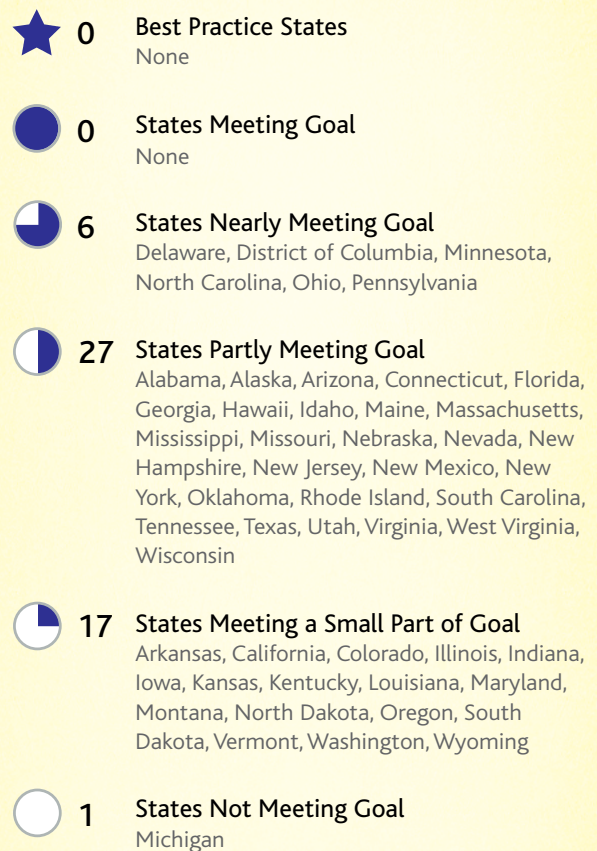 0 Best Practice States
None
0 States Meeting Goal
None
6 States Nearly Meeting Goal
Delaware, District of Columbia, Minnesota,
North Carolina, Ohio, Pennsylvania
27 States Partly Meeting Goal
Alabama, Alaska, Arizona, Connecticut, Florida,
Georgia, Hawaii, Idaho, Maine, Massachusetts,
Mississippi, Missouri, Nebraska, Nevada, New
Hampshire, New Jersey, New Mexico, New
York, Oklahoma, Rhode Island, South Carolina,
Tennessee, Texas, Utah, Virginia, West Virginia,
Wisconsin
17 States Meeting a Small Part of Goal
Arkansas, California, Colorado, Illinois, Indiana,
Iowa, Kansas, Kentucky, Louisiana, Maryland,
Montana, North Dakota, Oregon, South
Dakota, Vermont, Washington, Wyoming
1 States Not Meeting Goal
Michigan